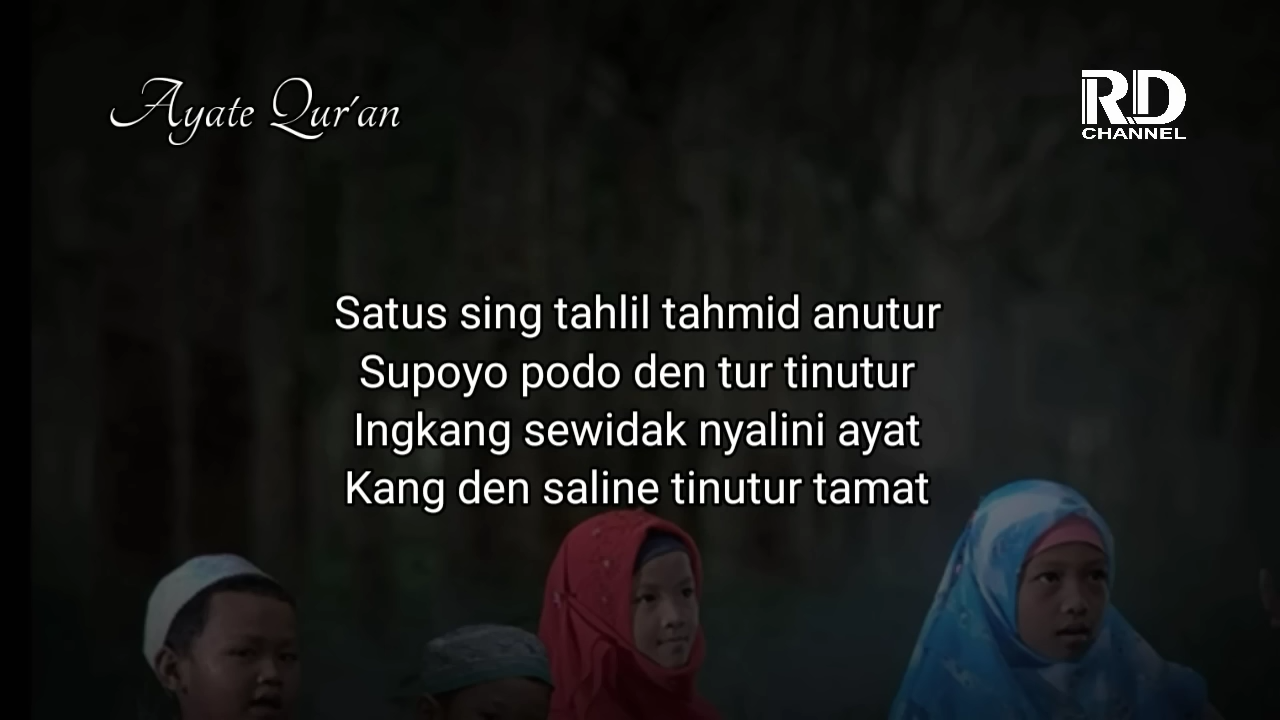 Ayate Qur'an
RD
CHANNEL
Satus sing tahlil tahmid anutur
Supoyo podo den tur tinutur
Ingkang sewidak nyalini ayat
Kang den saline tinutur tamat